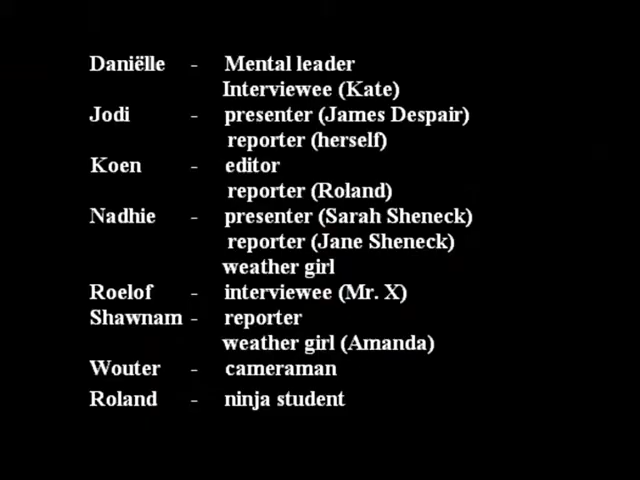 Daniëlle - Mental leader
Interviewee (Kate)
Jodi - presenter (James Despair)
reporter (herself)
Koen - editor
reporter (Roland)
Nadhie - presenter (Sarah Sheneck)
reporter (Jane Sheneck)
weather girl
Roelof - interviewee (Mr. X)
Shawnam - reporter
weather girl (Amanda)
Wouter - cameraman
Roland - ninja student